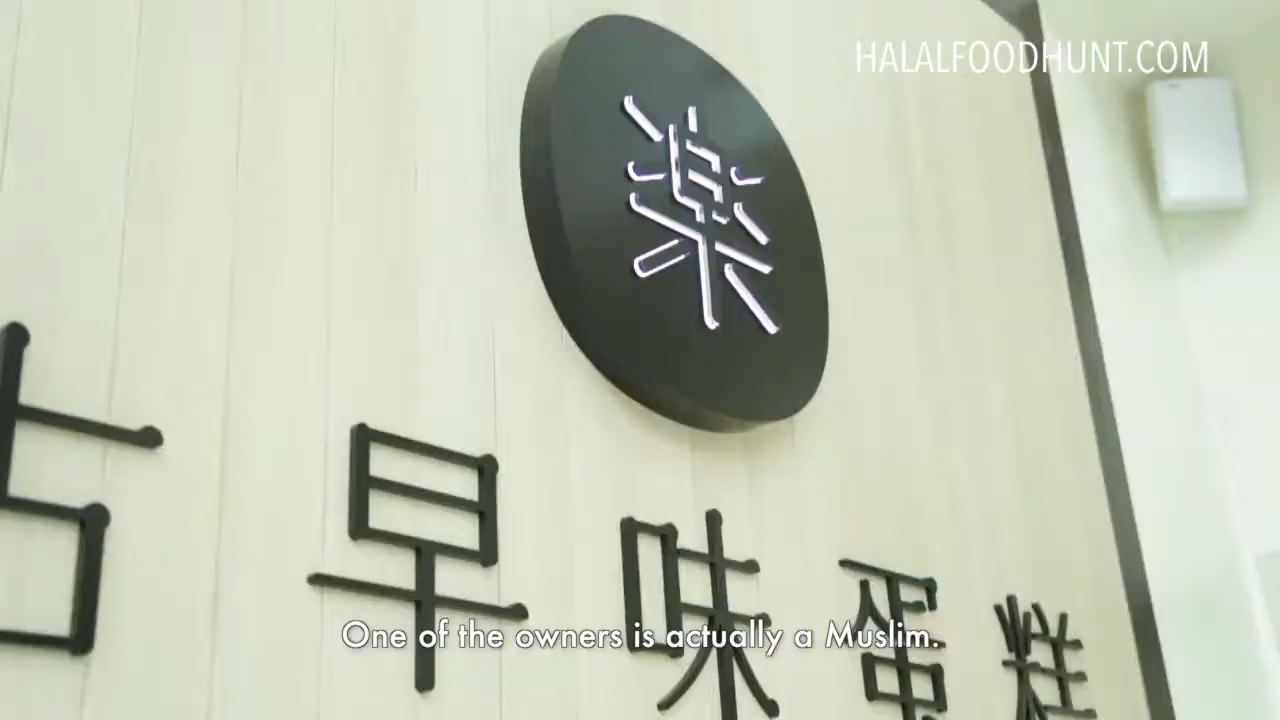 HALALFOODHUNT.COM
楽
古早味蛋糕
One of the owners is actually a Muslim.